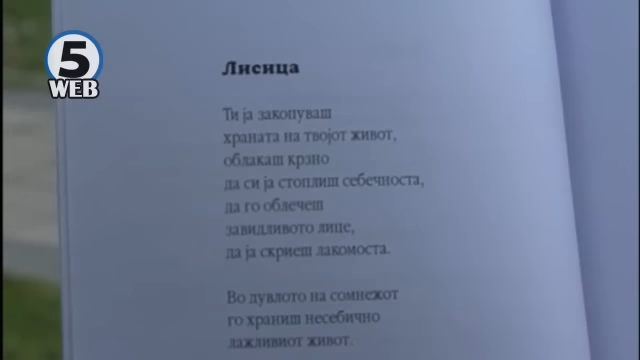 5
WEB
Лисица
Ти ја закопуваш
храната на твојот живот,
облакаш крзно
да си ја стоплиш себечноста,
да го облечеш
завидливото лице,
да ја скриеш лакомоста.
Во дувлото на сомнежот
го храниш несебично
лажливиот живот.